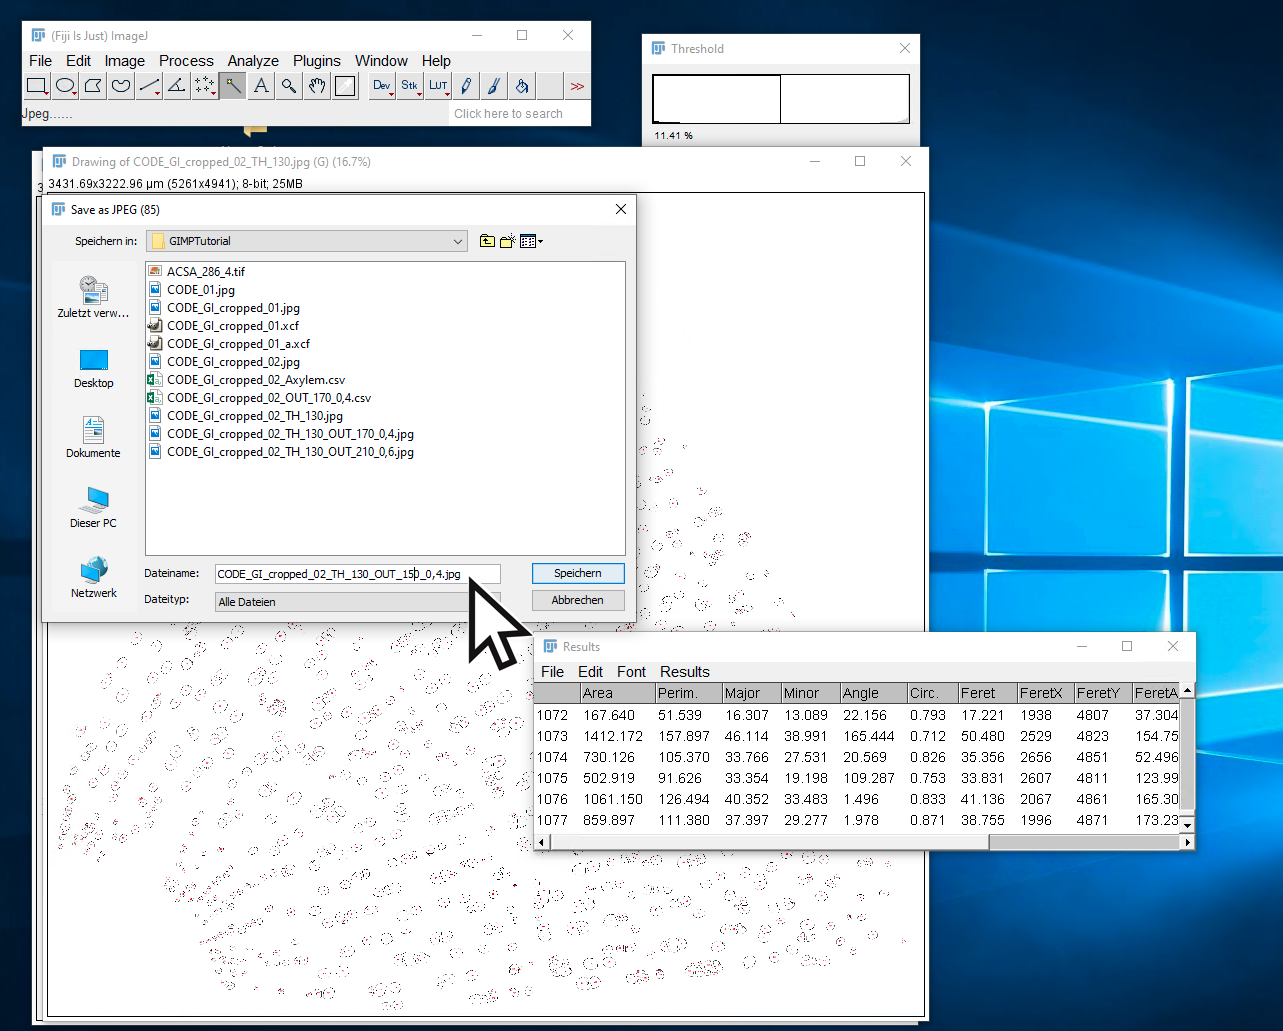 (Fiji Is Just) ImageJ
File Edit Image Process Analyze Plugins Window Help
A Dev Stk LUT >>
Jpeg...... Click here to search
Threshold
11.41 %
Drawing of CODE_GI_cropped_02_TH_130.jpg (G) (16.7%)
3431.69x3222.96 µm (5261x4941); 8-bit; 25MB
Save as JPEG (85)
Speichern in: GIMPTutorial
Zuletzt verw...
Desktop
Dokumente
Dieser PC
Netzwerk
ACSA_286_4.tif
CODE_01.jpg
CODE_GI_cropped_01.jpg
CODE_GI_cropped_01.xcf
CODE_GI_cropped_01_a.xcf
CODE_GI_cropped_02.jpg
CODE_GI_cropped_02_Axylem.csv
CODE_GI_cropped_02_OUT_170_0,4.csv
CODE_GI_cropped_02_TH_130.jpg
CODE_GI_cropped_02_TH_130_OUT_170_0,4.jpg
CODE_GI_cropped_02_TH_130_OUT_210_0,6.jpg
Dateiname: CODE_GI_cropped_02_TH_130_OUT_150_0,4.jpg Speichern
Dateityp: Alle Dateien Abbrechen
Results
File Edit Font Results
Area Perim. Major Minor Angle Circ. Feret FeretX FeretY FeretA
1072 167.640 51.539 16.307 13.089 22.156 0.793 17.221 1938 4807 37.304
1073 1412.172 157.897 46.114 38.991 165.444 0.712 50.480 2529 4823 154.75
1074 730.126 105.370 33.766 27.531 20.569 0.826 35.356 2656 4851 52.496
1075 502.919 91.626 33.354 19.198 109.287 0.753 33.831 2607 4811 123.99
1076 1061.150 126.494 40.352 33.483 1.496 0.833 41.136 2067 4861 165.30
1077 859.897 111.380 37.397 29.277 1.978 0.871 38.755 1996 4871 173.23